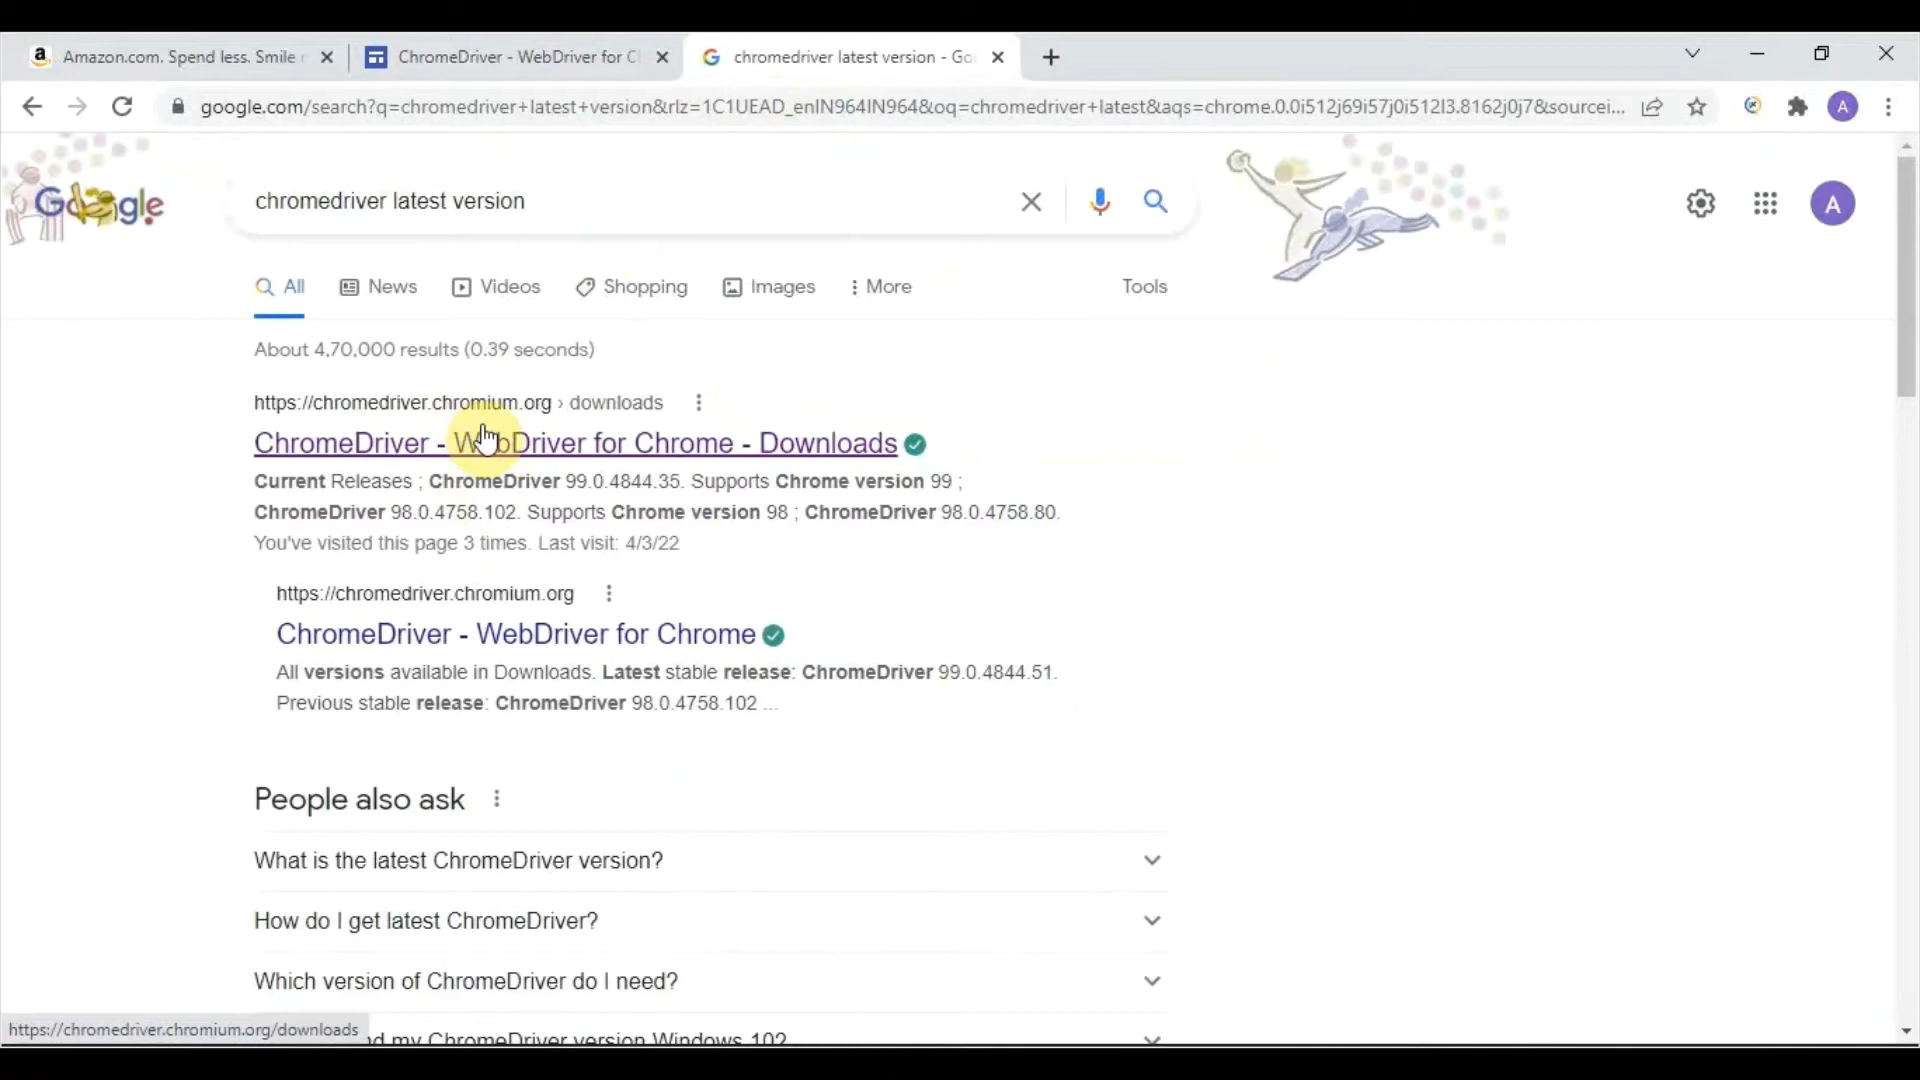 Amazon.com. Spend less. Smile
ChromeDriver - WebDriver for C
chromedriver latest version - Go
google.com/search?q=chromedriver+latest+version&rlz=1C1UEAD_enIN964IN964&oq=chromedriver+latest&aqs=chrome.0.0i512j69i57j0i512l3.8162j0j7&sourcei...
A
Google
chromedriver latest version
A
All
News
Videos
Shopping
Images
More
Tools
About 4,70,000 results (0.39 seconds)
https://chromedriver.chromium.org › downloads
ChromeDriver - WebDriver for Chrome - Downloads
Current Releases ; ChromeDriver 99.0.4844.35. Supports Chrome version 99 ;
ChromeDriver 98.0.4758.102. Supports Chrome version 98 ; ChromeDriver 98.0.4758.80.
You've visited this page 3 times. Last visit: 4/3/22
https://chromedriver.chromium.org
ChromeDriver - WebDriver for Chrome
All versions available in Downloads. Latest stable release: ChromeDriver 99.0.4844.51.
Previous stable release: ChromeDriver 98.0.4758.102 ...
People also ask
What is the latest ChromeDriver version?
How do I get latest ChromeDriver?
Which version of ChromeDriver do I need?
my ChromeDriver version Windows 10?
https://chromedriver.chromium.org/downloads